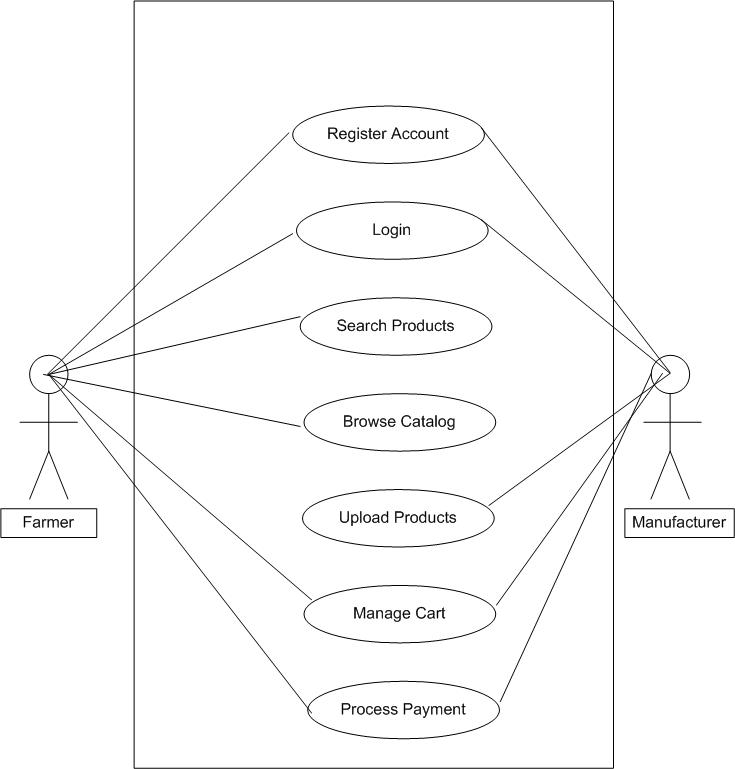 Register Account
Login
Search Products
Browse Catalog
Upload Products
Farmer
Manufacturer
Manage Cart
Process Payment